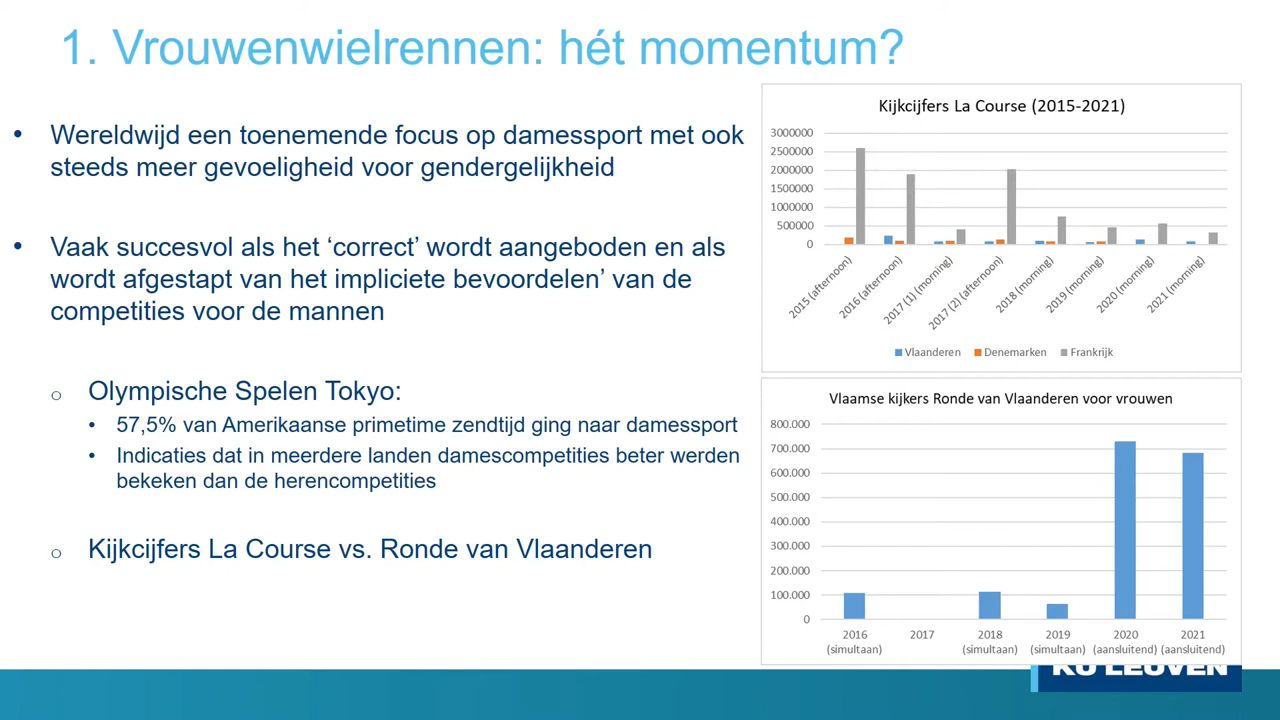 1. Vrouwenwielrennen: hét momentum?
• Wereldwijd een toenemende focus op damessport met ook
steeds meer gevoeligheid voor gendergelijkheid
• Vaak succesvol als het ‘correct’ wordt aangeboden en als
wordt afgestapt van het impliciete bevoordelen’ van de
competities voor de mannen
o Olympische Spelen Tokyo:
• 57,5% van Amerikaanse primetime zendtijd ging naar damessport
• Indicaties dat in meerdere landen damescompetities beter werden
bekeken dan de herencompetities
o Kijkcijfers La Course vs. Ronde van Vlaanderen
Kijkcijfers La Course (2015-2021)
3000000
2500000
2000000
1500000
1000000
500000
0
2015 (afternoon)
2016 (afternoon)
2017 (1) (morning)
2017 (2) (afternoon)
2018 (morning)
2019 (morning)
2020 (morning)
2021 (morning)
Vlaanderen Denemarken Frankrijk
Vlaamse kijkers Ronde van Vlaanderen voor vrouwen
800.000
700.000
600.000
500.000
400.000
300.000
200.000
100.000
0
2016 2017 2018 2019 2020 2021
(simultaan) (simultaan) (simultaan) (aansluitend) (aansluitend)
KU LEUVEN